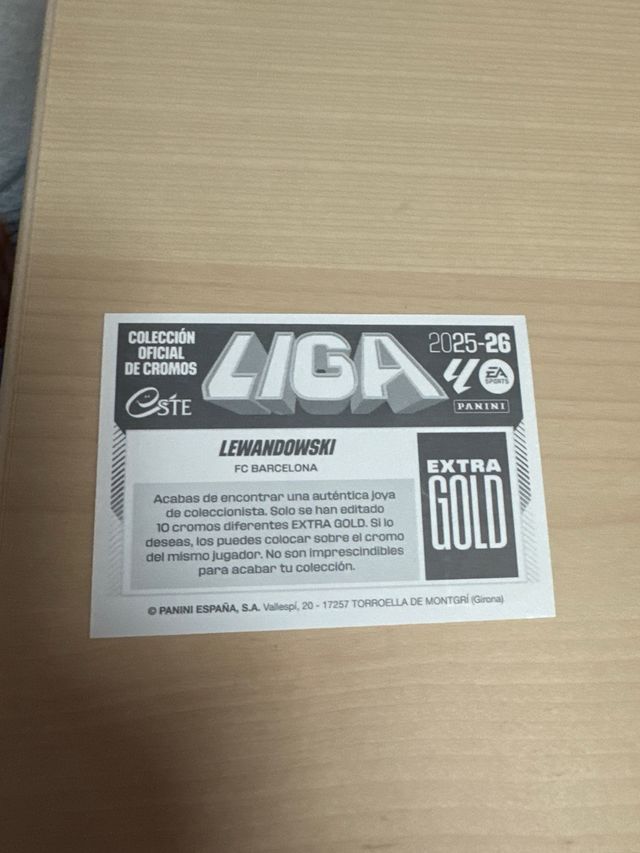 COLECCIÓN
OFICIAL
DE CROMOS
este
LIGA
2025-26
EA
SPORTS
PANINI
LEWANDOWSKI
FC BARCELONA
Acabas de encontrar una auténtica joya
de coleccionista. Solo se han editado
10 cromos diferentes EXTRA GOLD. Si lo
deseas, los puedes colocar sobre el cromo
del mismo jugador. No son imprescindibles
para acabar tu colección.
EXTRA
GOLD
© PANINI ESPAÑA, S.A. Vallespí, 20 - 17257 TORROELLA DE MONTGRÍ (Girona)